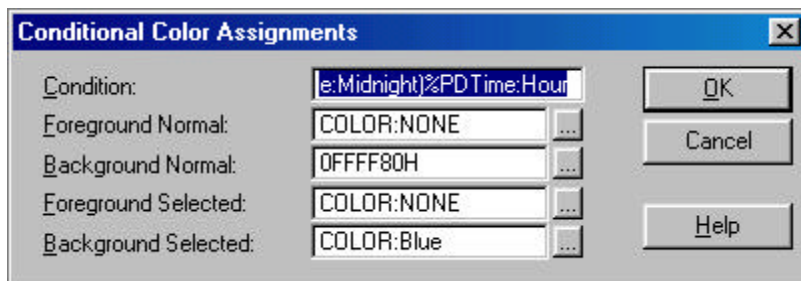 Conditional Color Assignments
Condition: e:Midnight)%PDTime:Hour OK
Foreground Normal: COLOR:NONE ...
Cancel
Background Normal: 0FFFF80H ...
Foreground Selected: COLOR:NONE ...
Help
Background Selected: COLOR:Blue ...